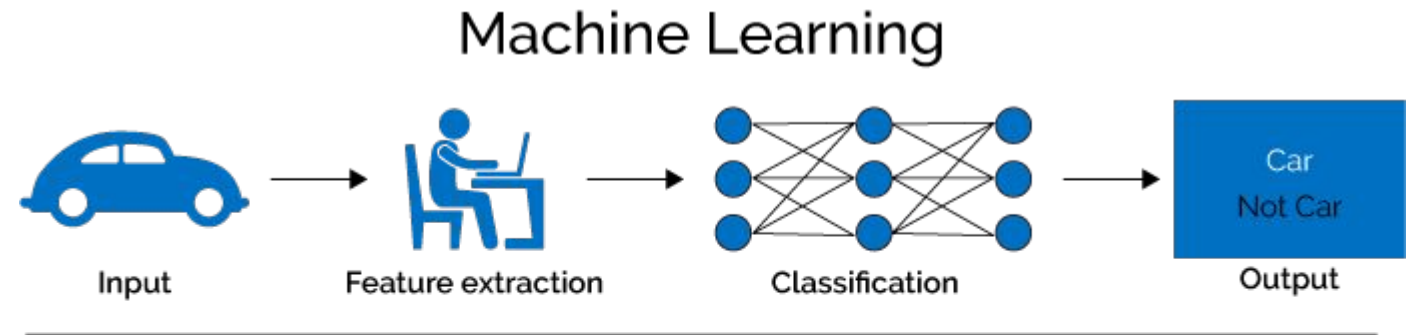 Machine Learning
Car
Not Car
Input
Feature extraction
Classification
Output